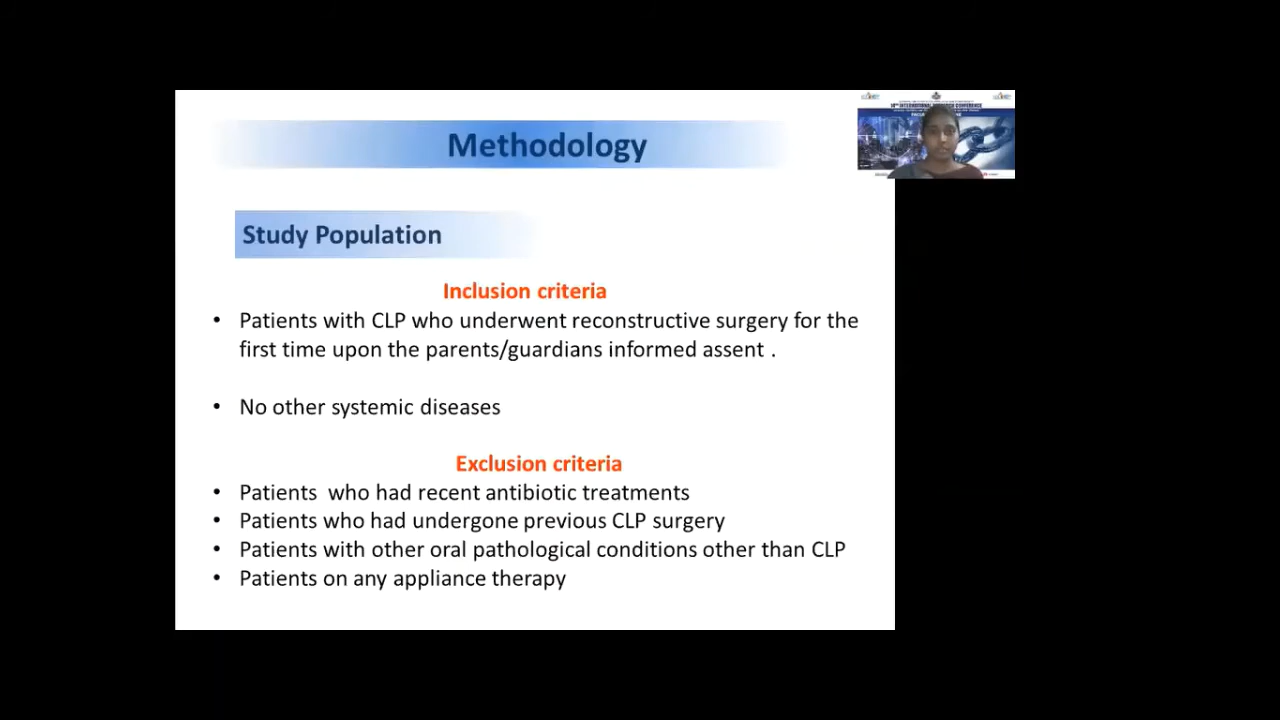 Methodology
Study Population
Inclusion criteria
• Patients with CLP who underwent reconstructive surgery for the
first time upon the parents/guardians informed assent .
• No other systemic diseases
Exclusion criteria
• Patients  who had recent antibiotic treatments
• Patients who had undergone previous CLP surgery
• Patients with other oral pathological conditions other than CLP
• Patients on any appliance therapy